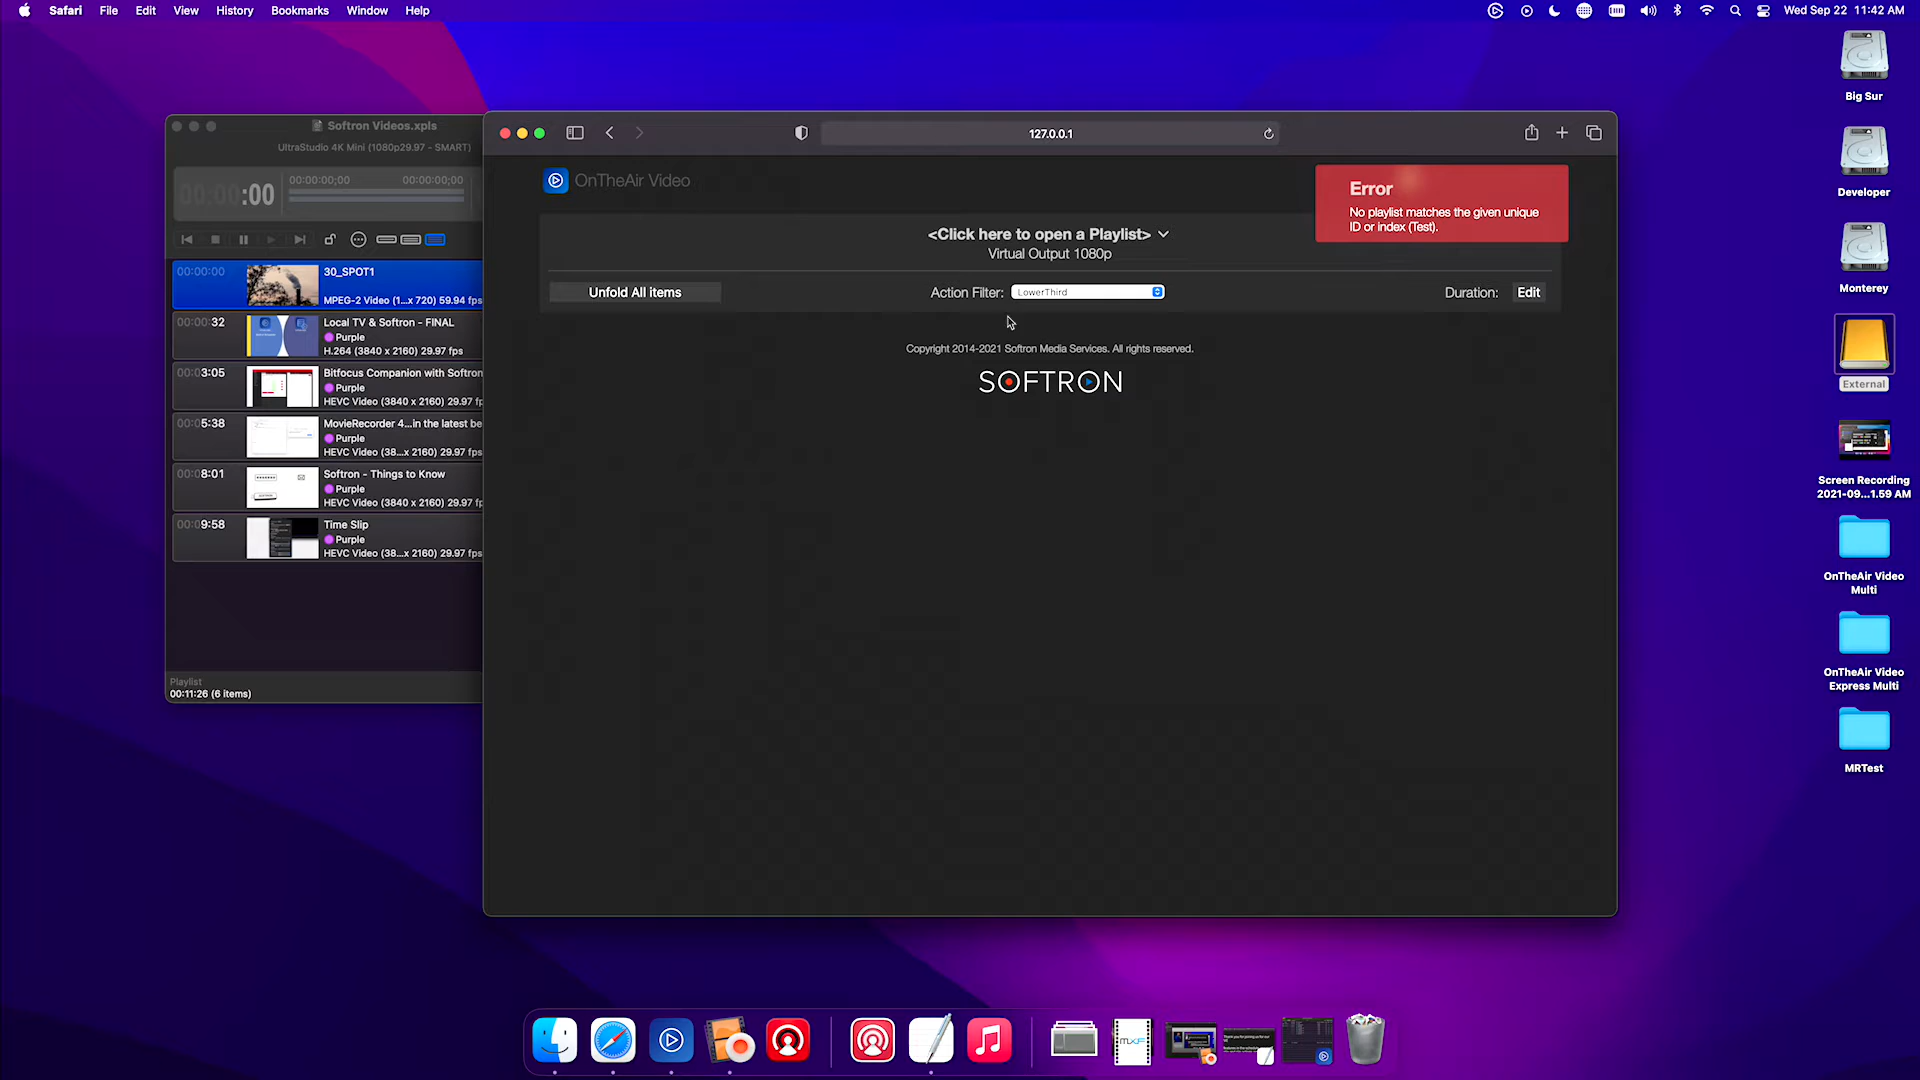 Safari File Edit View History Bookmarks Window Help
Wed Sep 22 11:42 AM
Softron Videos.xpls
UltraStudio 4K Mini (1080p29.97 - SMART)
00:00:00
00:00:00;00 00:00:00;00
00:00:00
30_SPOT1
MPEG-2 Video (1...x 720) 59.94 fps
00:00:32
Local TV & Softron - FINAL
Purple
H.264 (3840 x 2160) 29.97 fps
00:03:05
Bitfocus Companion with Softron
Purple
HEVC Video (3840 x 2160) 29.97 fps
00:05:38
MovieRecorder 4...in the latest be
Purple
HEVC Video (38...x 2160) 29.97 fps
00:08:01
Softron - Things to Know
Purple
HEVC Video (3840 x 2160) 29.97 fps
00:09:58
Time Slip
Purple
HEVC Video (38...x 2160) 29.97 fps
Playlist
00:11:26 (6 items)
127.0.0.1
OnTheAir Video
Error
No playlist matches the given unique
ID or index (Test).
<Click here to open a Playlist>
Virtual Output 1080p
Unfold All items
Action Filter: LowerThird
Duration: Edit
Copyright 2014-2021 Softron Media Services. All rights reserved.
SOFTRON
Big Sur
Developer
Monterey
External
Screen Recording
2021-09...1.59 AM
OnTheAir Video
Multi
OnTheAir Video
Express Multi
MRTest
MXF